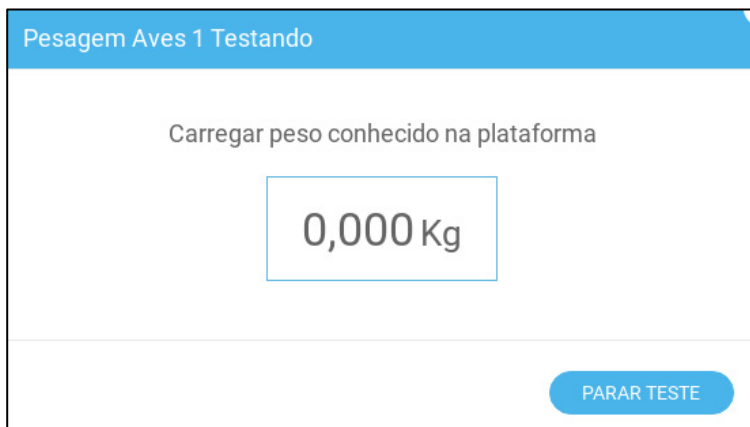 Pesagem Aves 1 Testando
Carregar peso conhecido na plataforma
0,000 Kg
PARAR TESTE